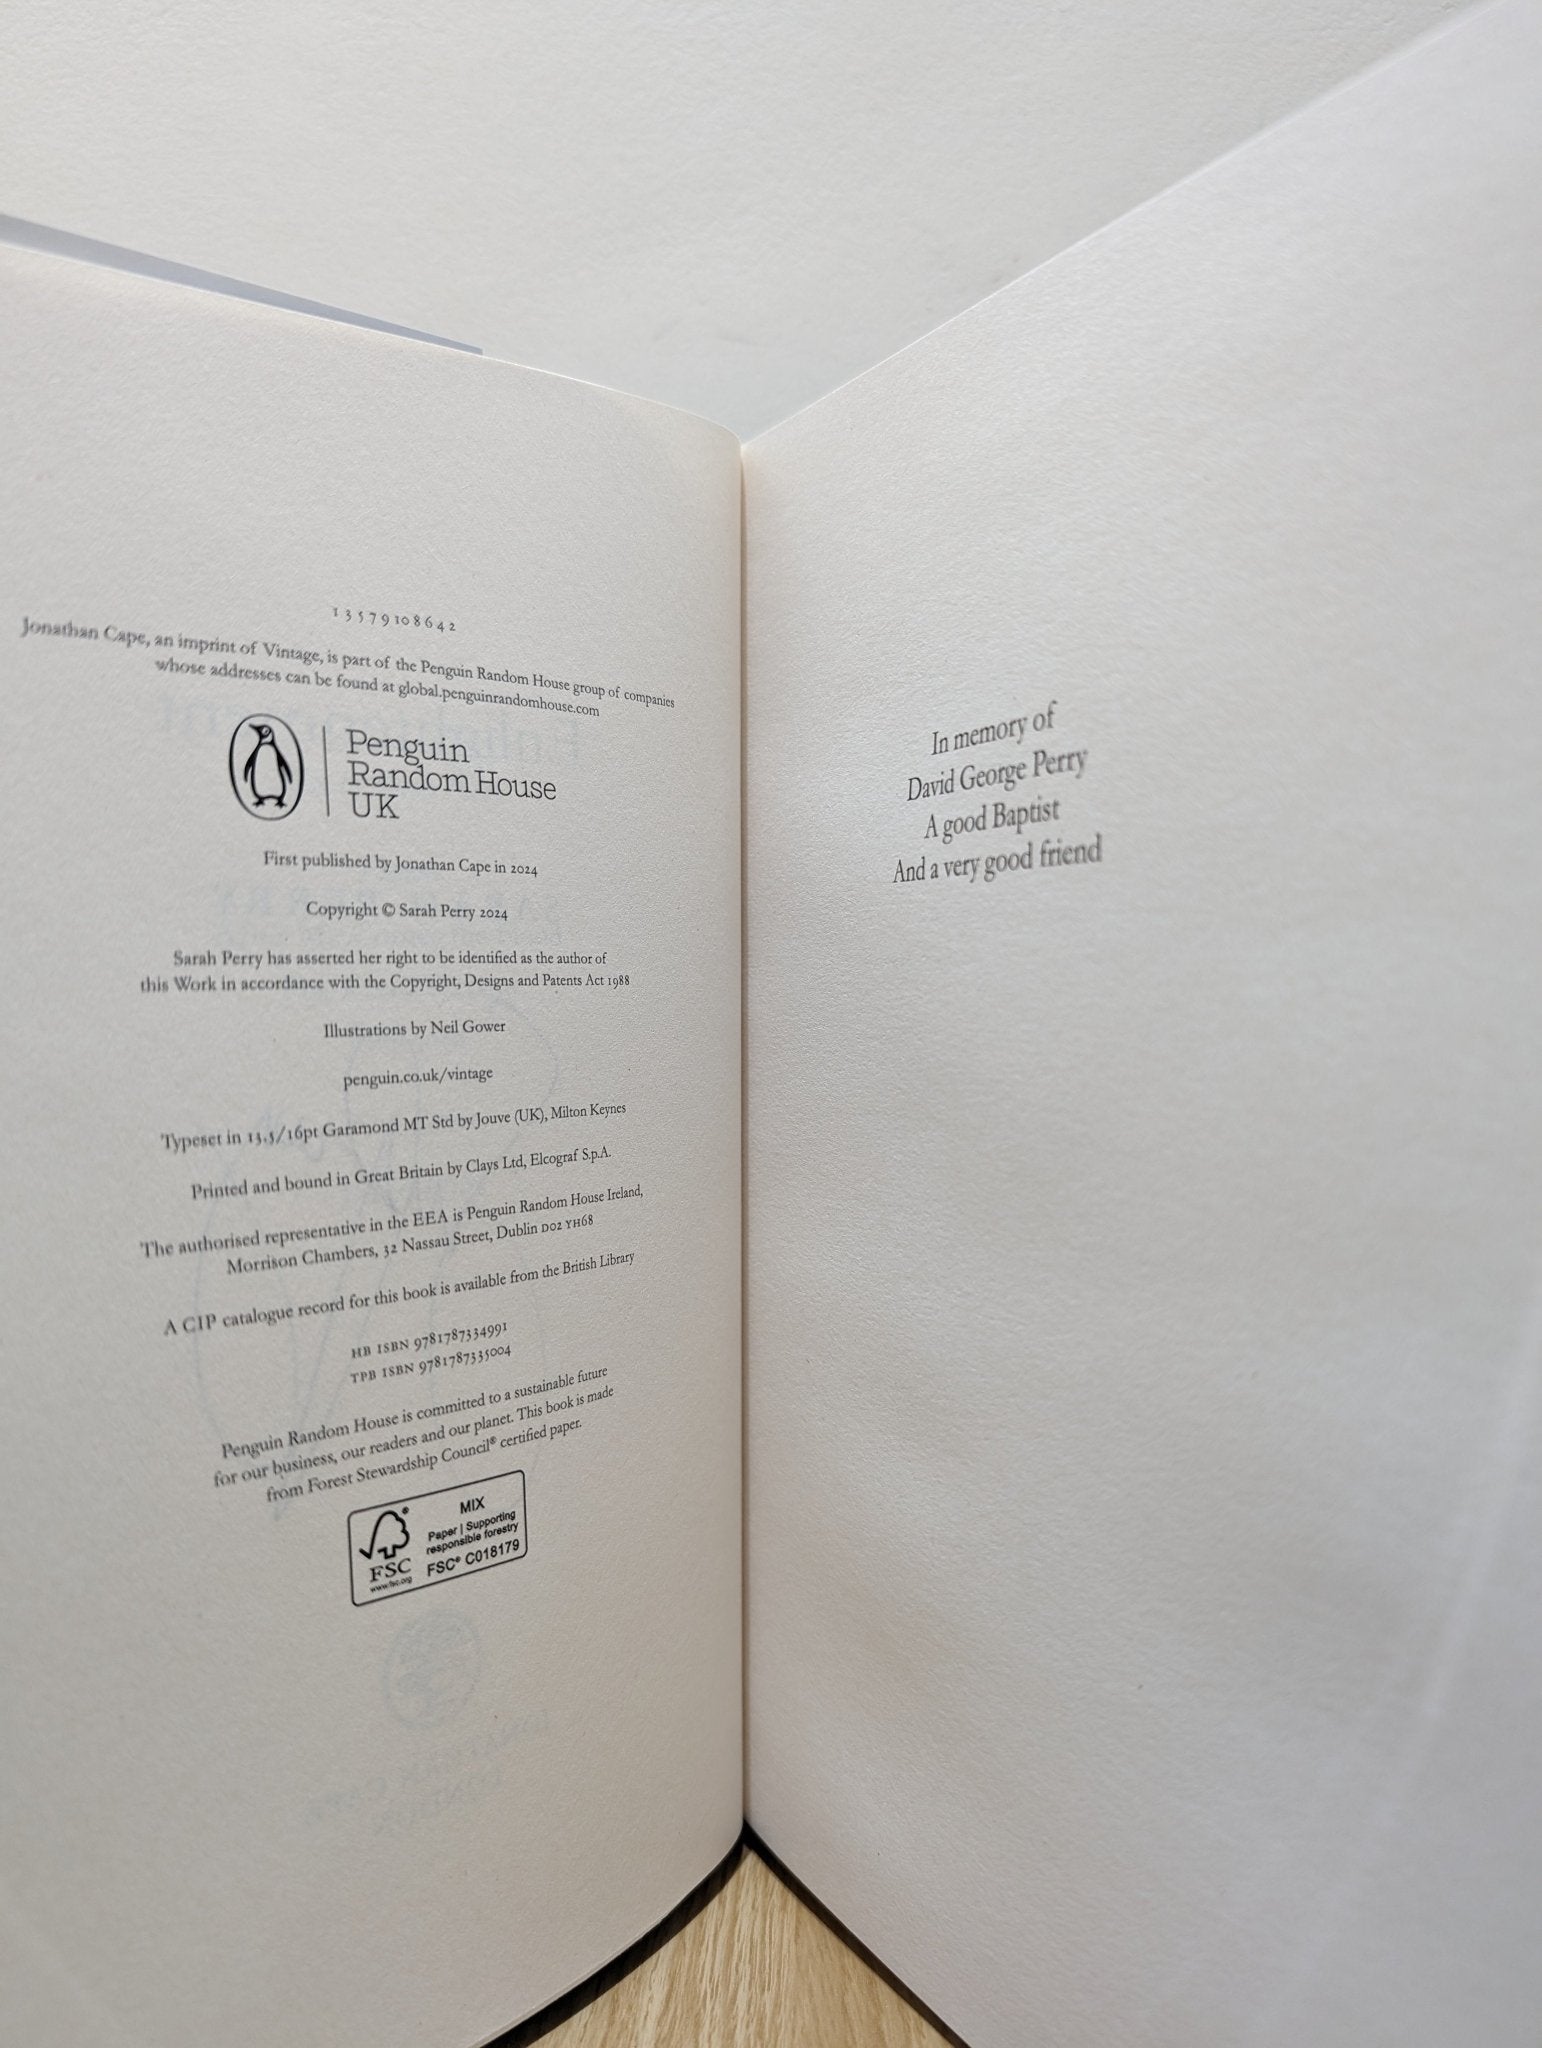 1 3 5 7 9 10 8 6 4 2
Jonathan Cape, an imprint of Vintage, is part of the Penguin Random House group of companies
whose addresses can be found at global.penguinrandomhouse.com
Penguin
Random House
UK
First published by Jonathan Cape in 2024
Copyright © Sarah Perry 2024
Sarah Perry has asserted her right to be identified as the author of
this Work in accordance with the Copyright, Designs and Patents Act 1988
Illustrations by Neil Gower
penguin.co.uk/vintage
Typeset in 13.5/16pt Garamond MT Std by Jouve (UK), Milton Keynes
Printed and bound in Great Britain by Clays Ltd, Elcograf S.p.A.
The authorised representative in the EEA is Penguin Random House Ireland,
Morrison Chambers, 32 Nassau Street, Dublin D02 YH68
A CIP catalogue record for this book is available from the British Library
HB ISBN 9781787334991
TPB ISBN 9781787335004
Penguin Random House is committed to a sustainable future
for our business, our readers and our planet. This book is made
from Forest Stewardship Council® certified paper.
FSC
www.fsc.org
MIX
Paper | Supporting
responsible forestry
FSC® C018179
In memory of
David George Perry
A good Baptist
And a very good friend